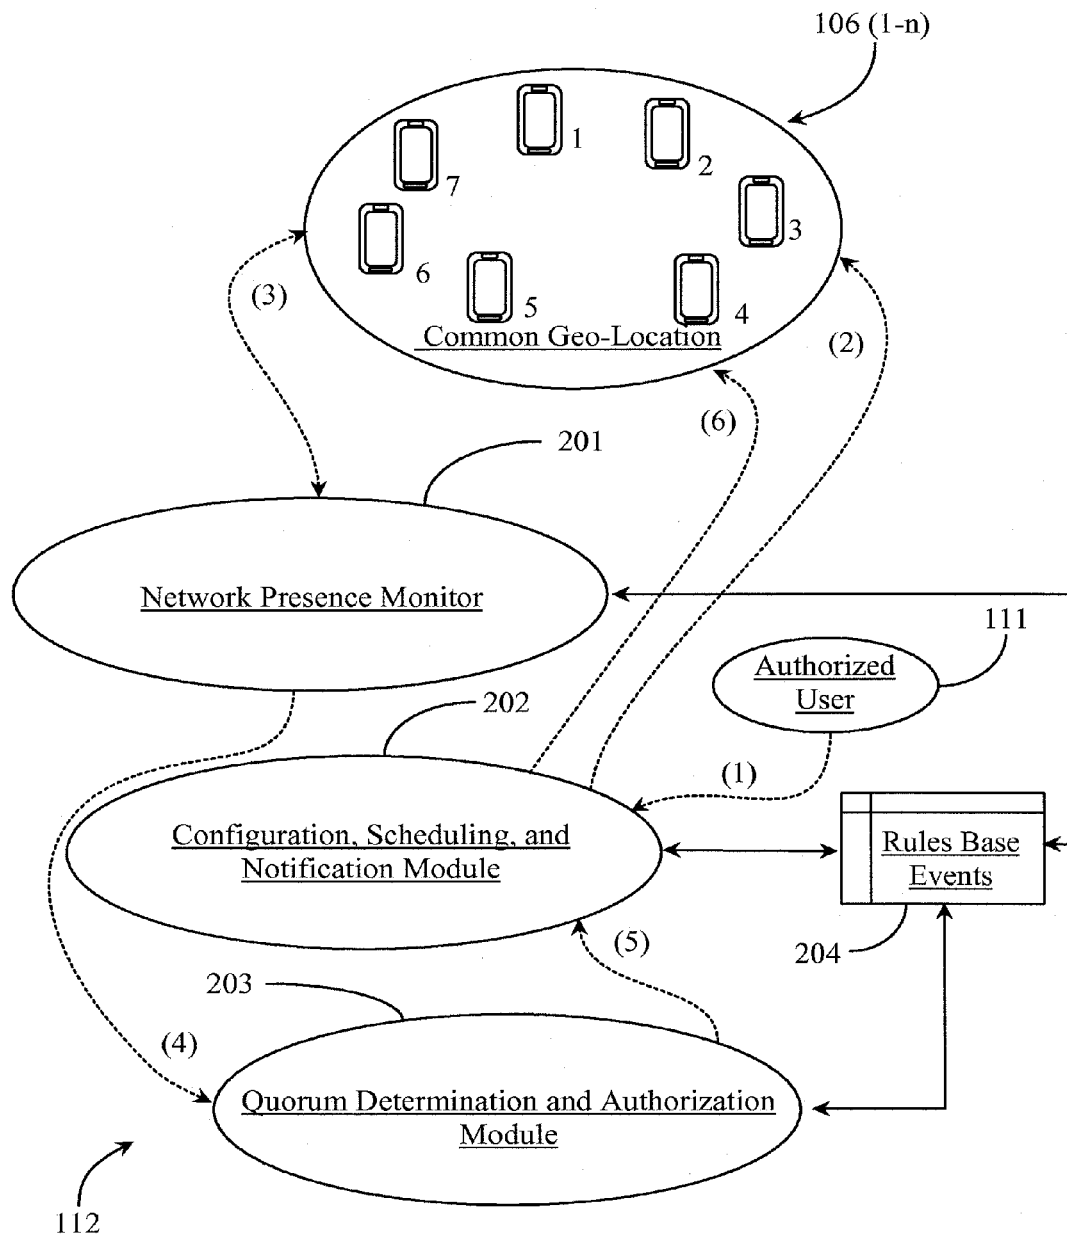 106 (1-n)
1
2
7
3
6
5
4
Common Geo-Location
(3)
(2)
(6)
201
Network Presence Monitor
111
Authorized
User
202
(1)
Configuration, Scheduling, and
Notification Module
Rules Base
Events
(5)
204
203
(4)
Quorum Determination and Authorization
Module
112